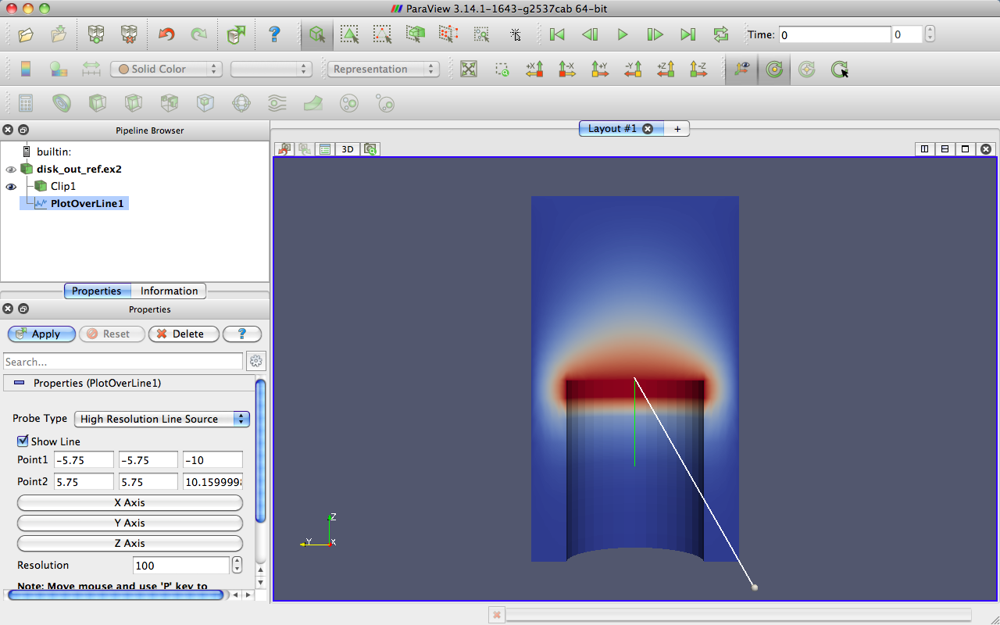 ParaView 3.14.1-1643-g2537cab 64-bit
Time: 0 0
Solid Color Representation +X -X +Y -Y +Z -Z
Pipeline Browser
Layout #1 +
builtin:
disk_out_ref.ex2
Clip1
PlotOverLine1
3D
Properties Information
Properties
Apply Reset Delete ?
Search...
Properties (PlotOverLine1)
Probe Type High Resolution Line Source
Show Line
Point1 -5.75 -5.75 -10
Point2 5.75 5.75 10.1599998
X Axis
Y Axis
Z Axis
Resolution 100
Note: Move mouse and use 'P' key to
Z
Y X